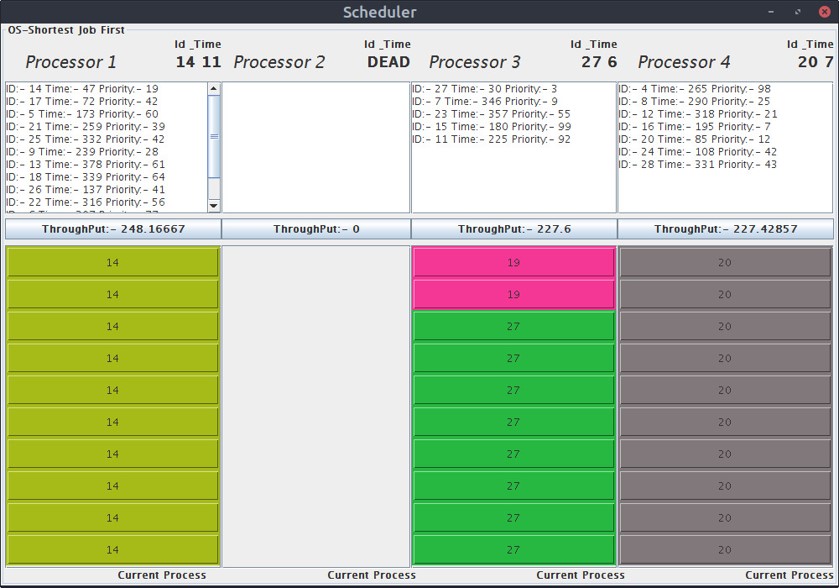 Scheduler
OS-Shortest Job First
Processor 1
Id _Time
14 11
Processor 2
Id _Time
DEAD
Processor 3
Id _Time
27 6
Processor 4
Id _Time
20 7
ID:- 14 Time:- 47 Priority:- 19
ID:- 17 Time:- 72 Priority:- 42
ID:- 5 Time:- 173 Priority:- 60
ID:- 21 Time:- 259 Priority:- 39
ID:- 25 Time:- 332 Priority:- 42
ID:- 9 Time:- 239 Priority:- 28
ID:- 13 Time:- 378 Priority:- 61
ID:- 18 Time:- 339 Priority:- 64
ID:- 26 Time:- 137 Priority:- 41
ID:- 22 Time:- 316 Priority:- 56
ID:- 27 Time:- 30 Priority:- 3
ID:- 7 Time:- 346 Priority:- 9
ID:- 23 Time:- 357 Priority:- 55
ID:- 15 Time:- 180 Priority:- 99
ID:- 11 Time:- 225 Priority:- 92
ID:- 4 Time:- 265 Priority:- 98
ID:- 8 Time:- 290 Priority:- 25
ID:- 12 Time:- 318 Priority:- 21
ID:- 16 Time:- 195 Priority:- 7
ID:- 20 Time:- 85 Priority:- 12
ID:- 24 Time:- 108 Priority:- 42
ID:- 28 Time:- 331 Priority:- 43
ThroughPut:- 248.16667
ThroughPut:- 0
ThroughPut:- 227.6
ThroughPut:- 227.42857
14
14
14
14
14
14
14
14
14
14
19
19
27
27
27
27
27
27
27
27
20
20
20
20
20
20
20
20
20
20
Current Process
Current Process
Current Process
Current Process